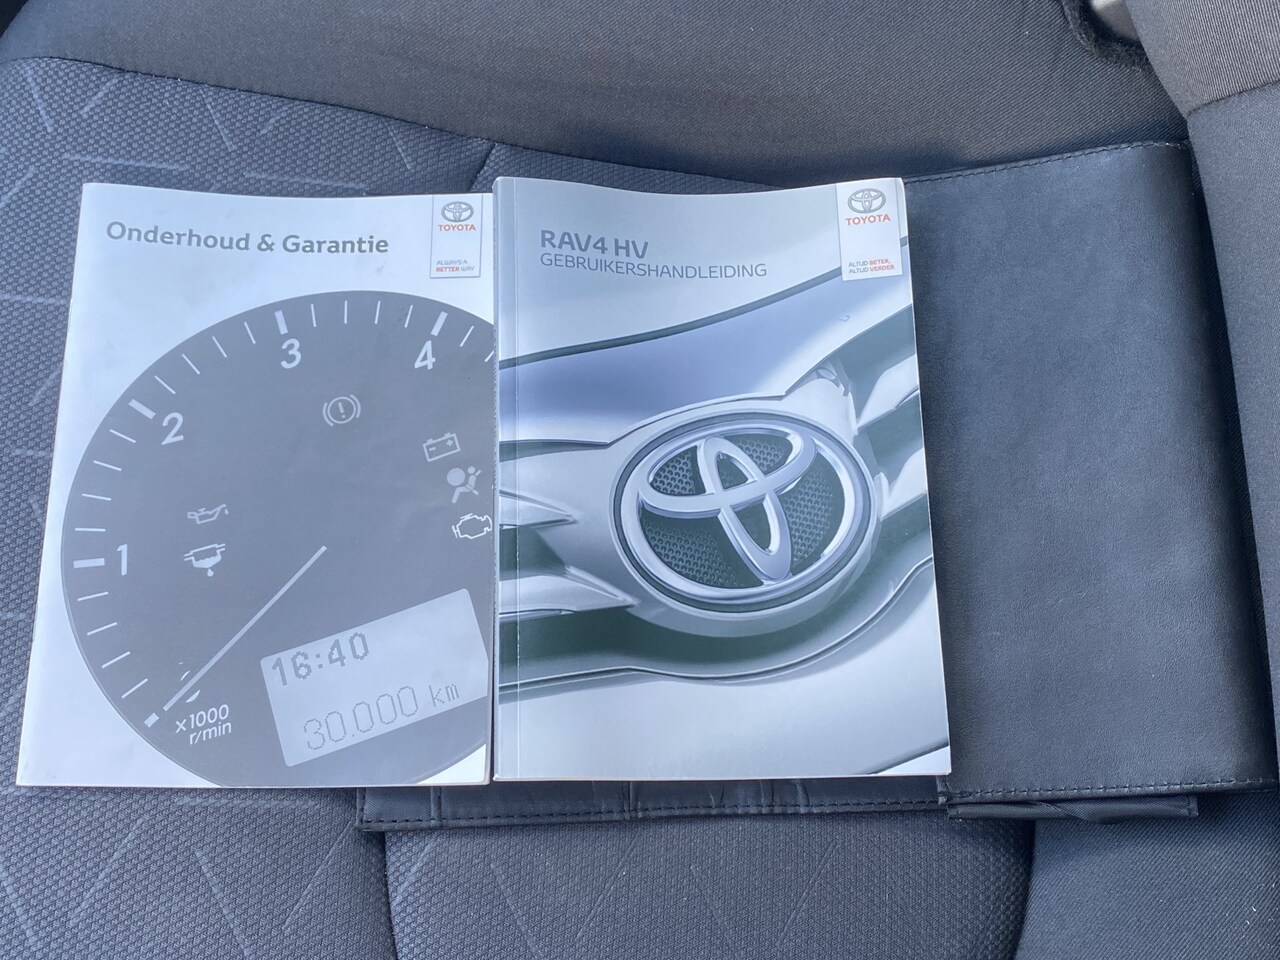 Onderhoud & Garantie
TOYOTA
ALWAYS A
BETTER WAY
1
2
3
4
16:40
30.000 km
x1000
r/min
RAV4 HV
GEBRUIKERSHANDLEIDING
TOYOTA
ALTIJD BETER,
ALTIJD VERDER.